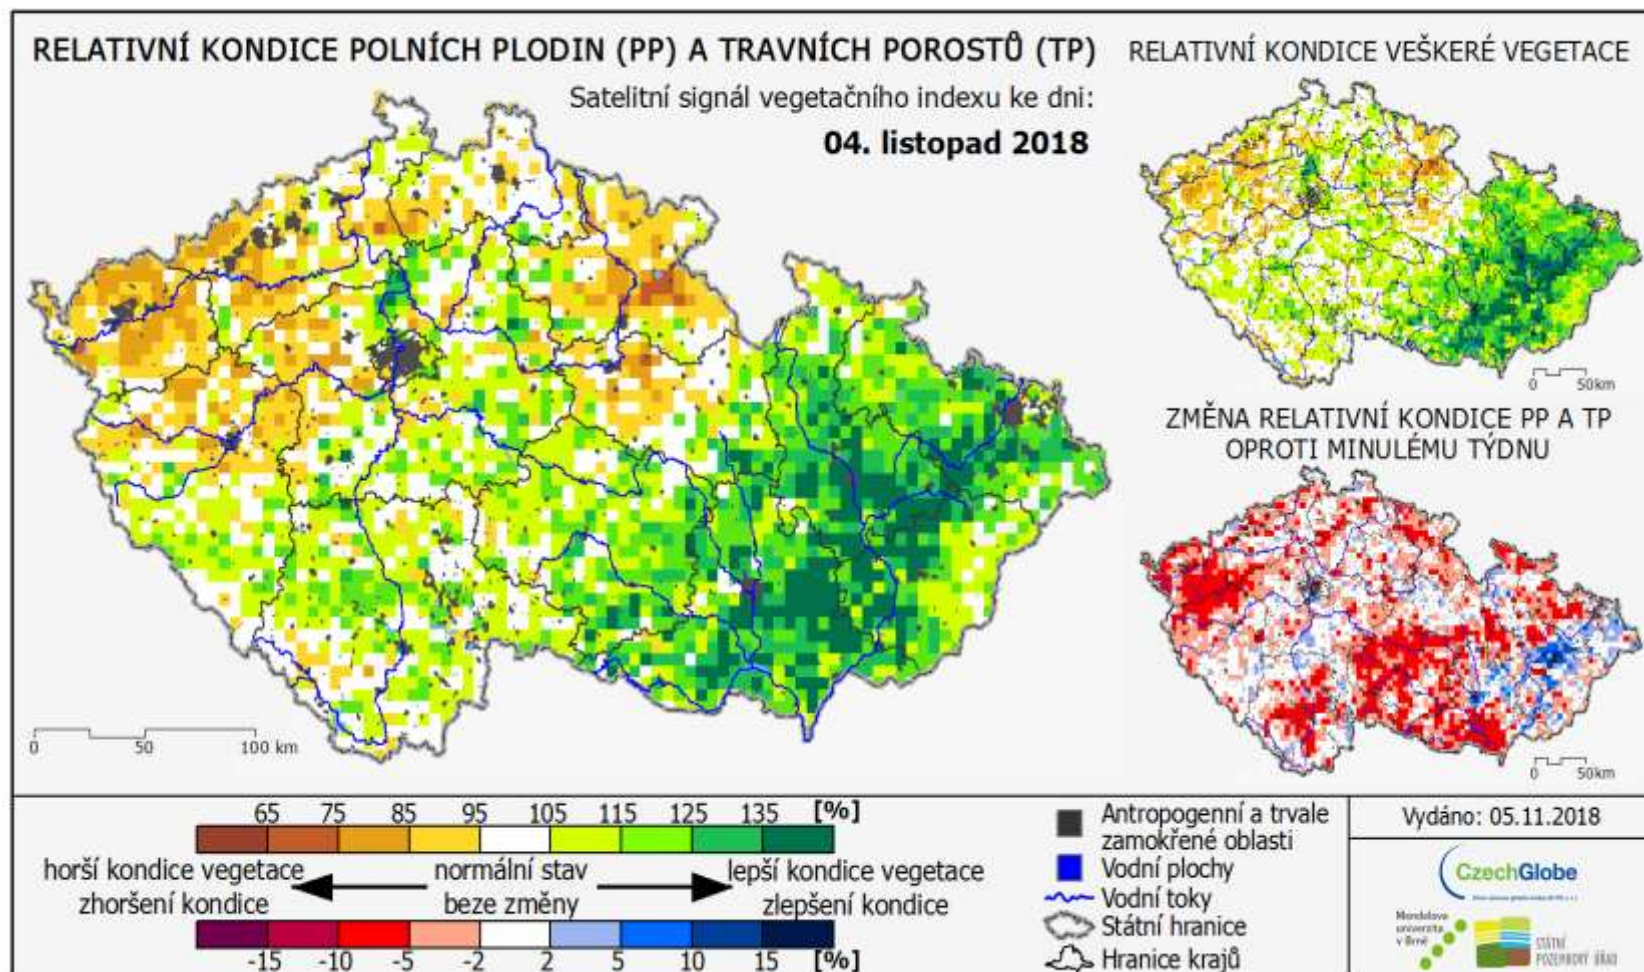 RELATIVNÍ KONDICE POLNÍCH PLODIN (PP) A TRAVNÍCH POROSTŮ (TP)
Satelitní signál vegetačního indexu ke dni:
04. listopad 2018
0 50 100 km
RELATIVNÍ KONDICE VEŠKERÉ VEGETACE
0 50km
ZMĚNA RELATIVNÍ KONDICE PP A TP
OPROTI MINULÉMU TÝDNU
0 50km
65 75 85 95 105 115 125 135 [%]
horší kondice vegetace normální stav lepší kondice vegetace
zhoršení kondice beze změny zlepšení kondice
-15 -10 -5 -2 2 5 10 15 [%]
Antropogenní a trvale
zamokřené oblasti
Vodní plochy
Vodní toky
Státní hranice
Hranice krajů
Vydáno: 05.11.2018
CzechGlobe
Mendelova
univerzita
v Brně
STÁTNÍ
POZEMKOVÝ ÚŘAD